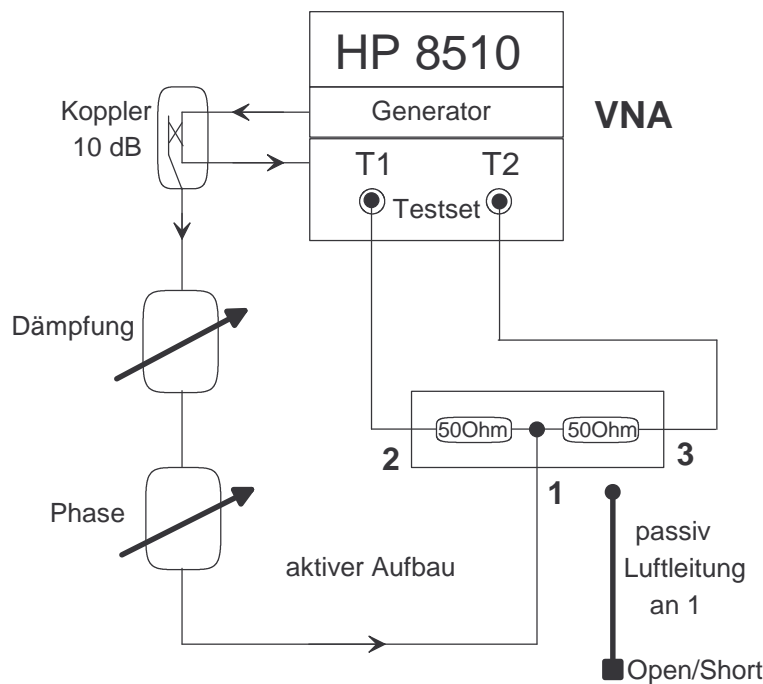 HP 8510
Koppler
10 dB
Generator
VNA
T1
T2
Testset
Dämpfung
50Ohm
50Ohm
2
3
1
Phase
passiv
Luftleitung
an 1
aktiver Aufbau
Open/Short